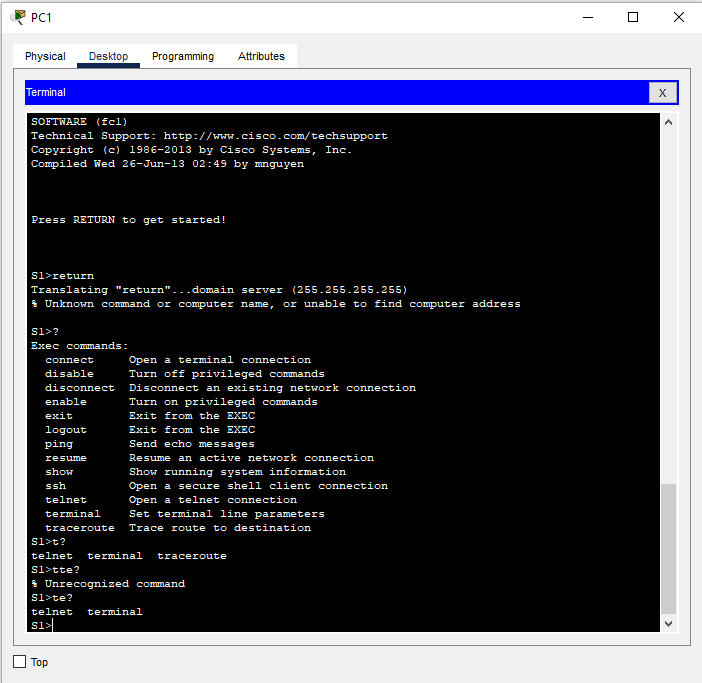 PC1
Physical Desktop Programming Attributes
Terminal X
SOFTWARE (fc1)
Technical Support: http://www.cisco.com/techsupport
Copyright (c) 1986-2013 by Cisco Systems, Inc.
Compiled Wed 26-Jun-13 02:49 by mnguyen
Press RETURN to get started!
S1>return
Translating "return"...domain server (255.255.255.255)
% Unknown command or computer name, or unable to find computer address
S1>?
Exec commands:
connect Open a terminal connection
disable Turn off privileged commands
disconnect Disconnect an existing network connection
enable Turn on privileged commands
exit Exit from the EXEC
logout Exit from the EXEC
ping Send echo messages
resume Resume an active network connection
show Show running system information
ssh Open a secure shell client connection
telnet Open a telnet connection
terminal Set terminal line parameters
traceroute Trace route to destination
S1>t?
telnet terminal traceroute
S1>tte?
% Unrecognized command
S1>te?
telnet terminal
S1>
Top